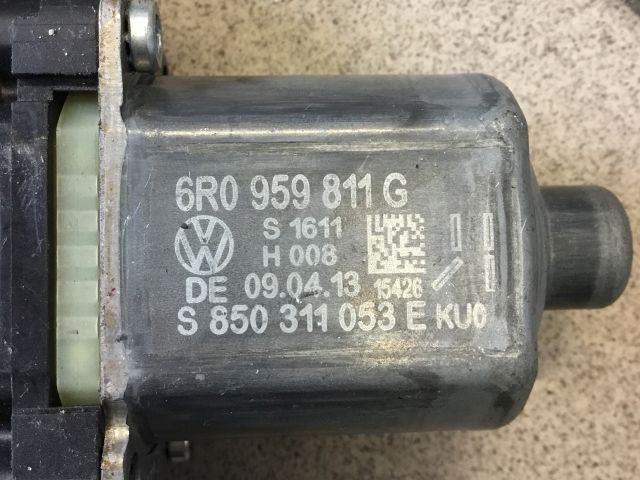 6R0 959 811 G
S 1611
H 008
DE 09.04.13 15426
S 850 311 053 E KU0